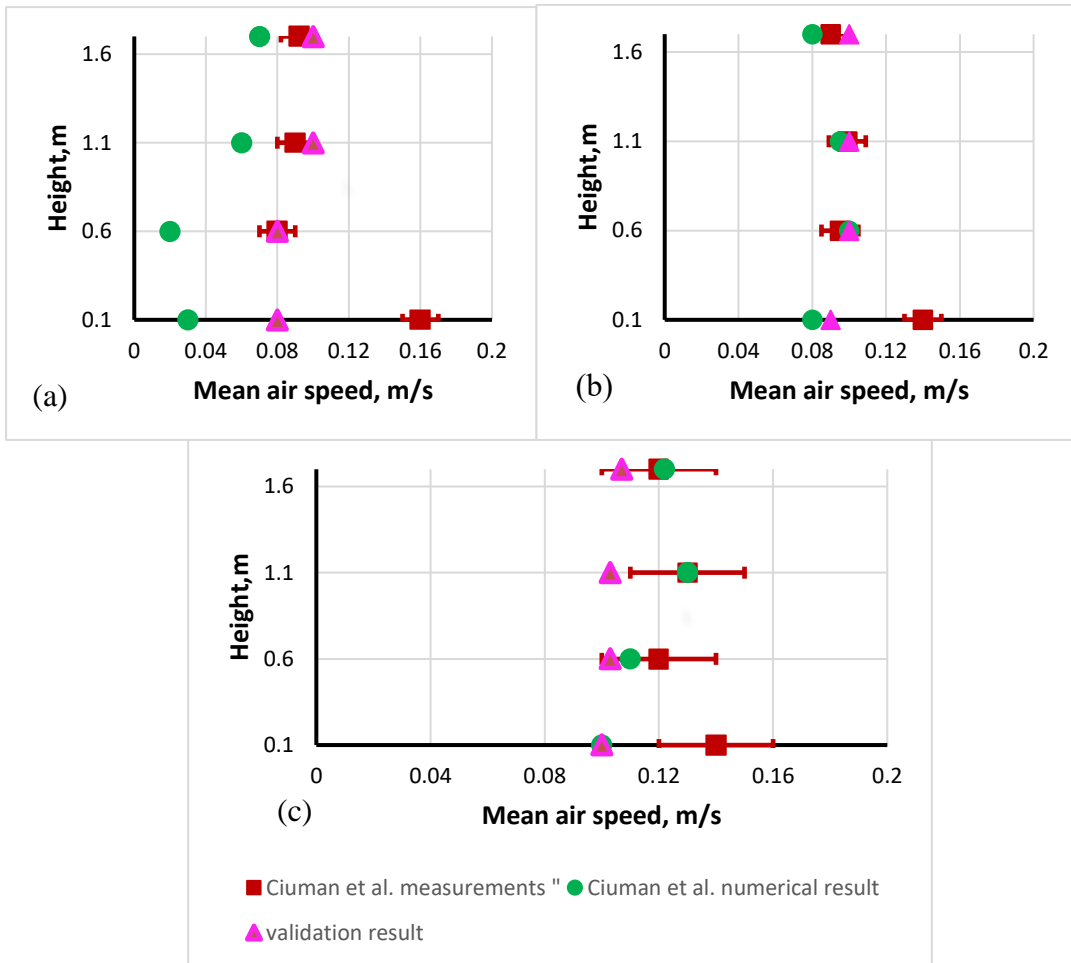 1.6
1.1
0.6
0.1
Height,m
0 0.04 0.08 0.12 0.16 0.2
Mean air speed, m/s
(a)
1.6
1.1
0.6
0.1
Height,m
0 0.04 0.08 0.12 0.16 0.2
Mean air speed, m/s
(b)
1.6
1.1
0.6
0.1
Height,m
0 0.04 0.08 0.12 0.16 0.2
Mean air speed, m/s
(c)
Ciuman et al. measurements " Ciuman et al. numerical result
validation result